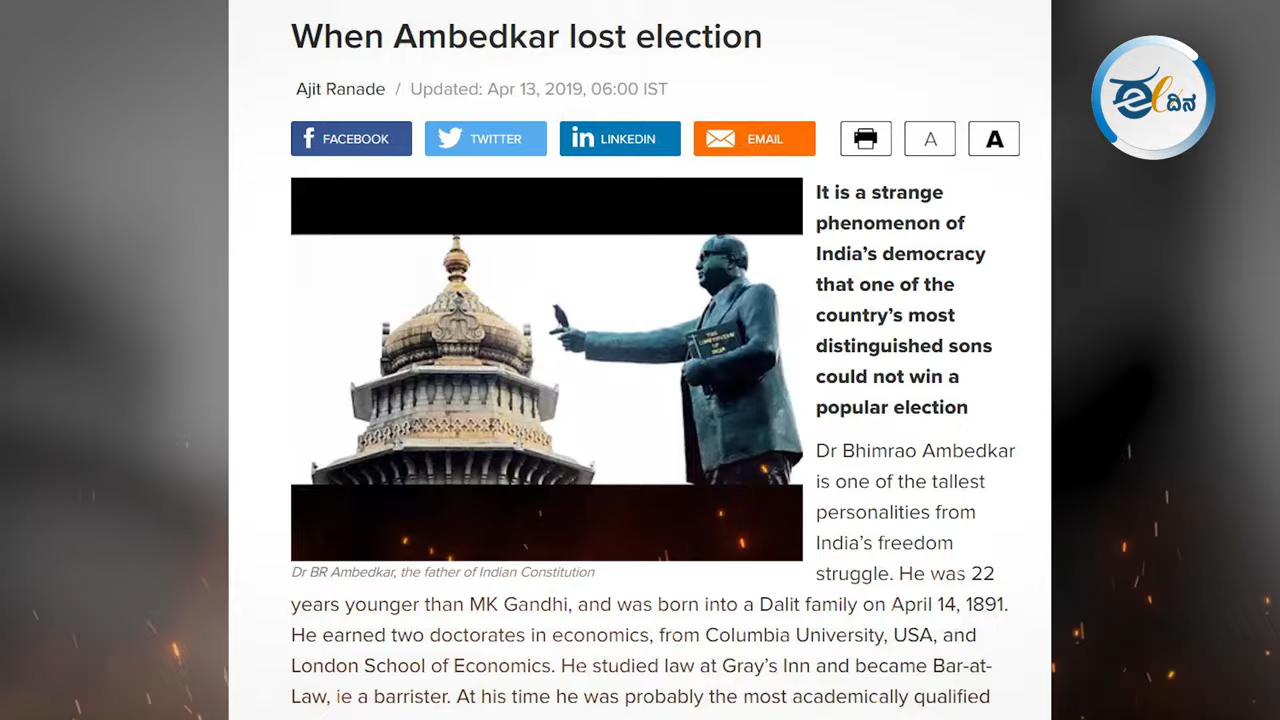 When Ambedkar lost election
Ajit Ranade / Updated: Apr 13, 2019, 06:00 IST
FACEBOOK TWITTER LINKEDIN EMAIL A A
ಈದಿನ
It is a strange
phenomenon of
India’s democracy
that one of the
country’s most
distinguished sons
could not win a
popular election
THE
CONSTITUTION
OF
INDIA
Dr BR Ambedkar, the father of Indian Constitution
Dr Bhimrao Ambedkar
is one of the tallest
personalities from
India’s freedom
struggle. He was 22
years younger than MK Gandhi, and was born into a Dalit family on April 14, 1891.
He earned two doctorates in economics, from Columbia University, USA, and
London School of Economics. He studied law at Gray’s Inn and became Bar-at-
Law, ie a barrister. At his time he was probably the most academically qualified